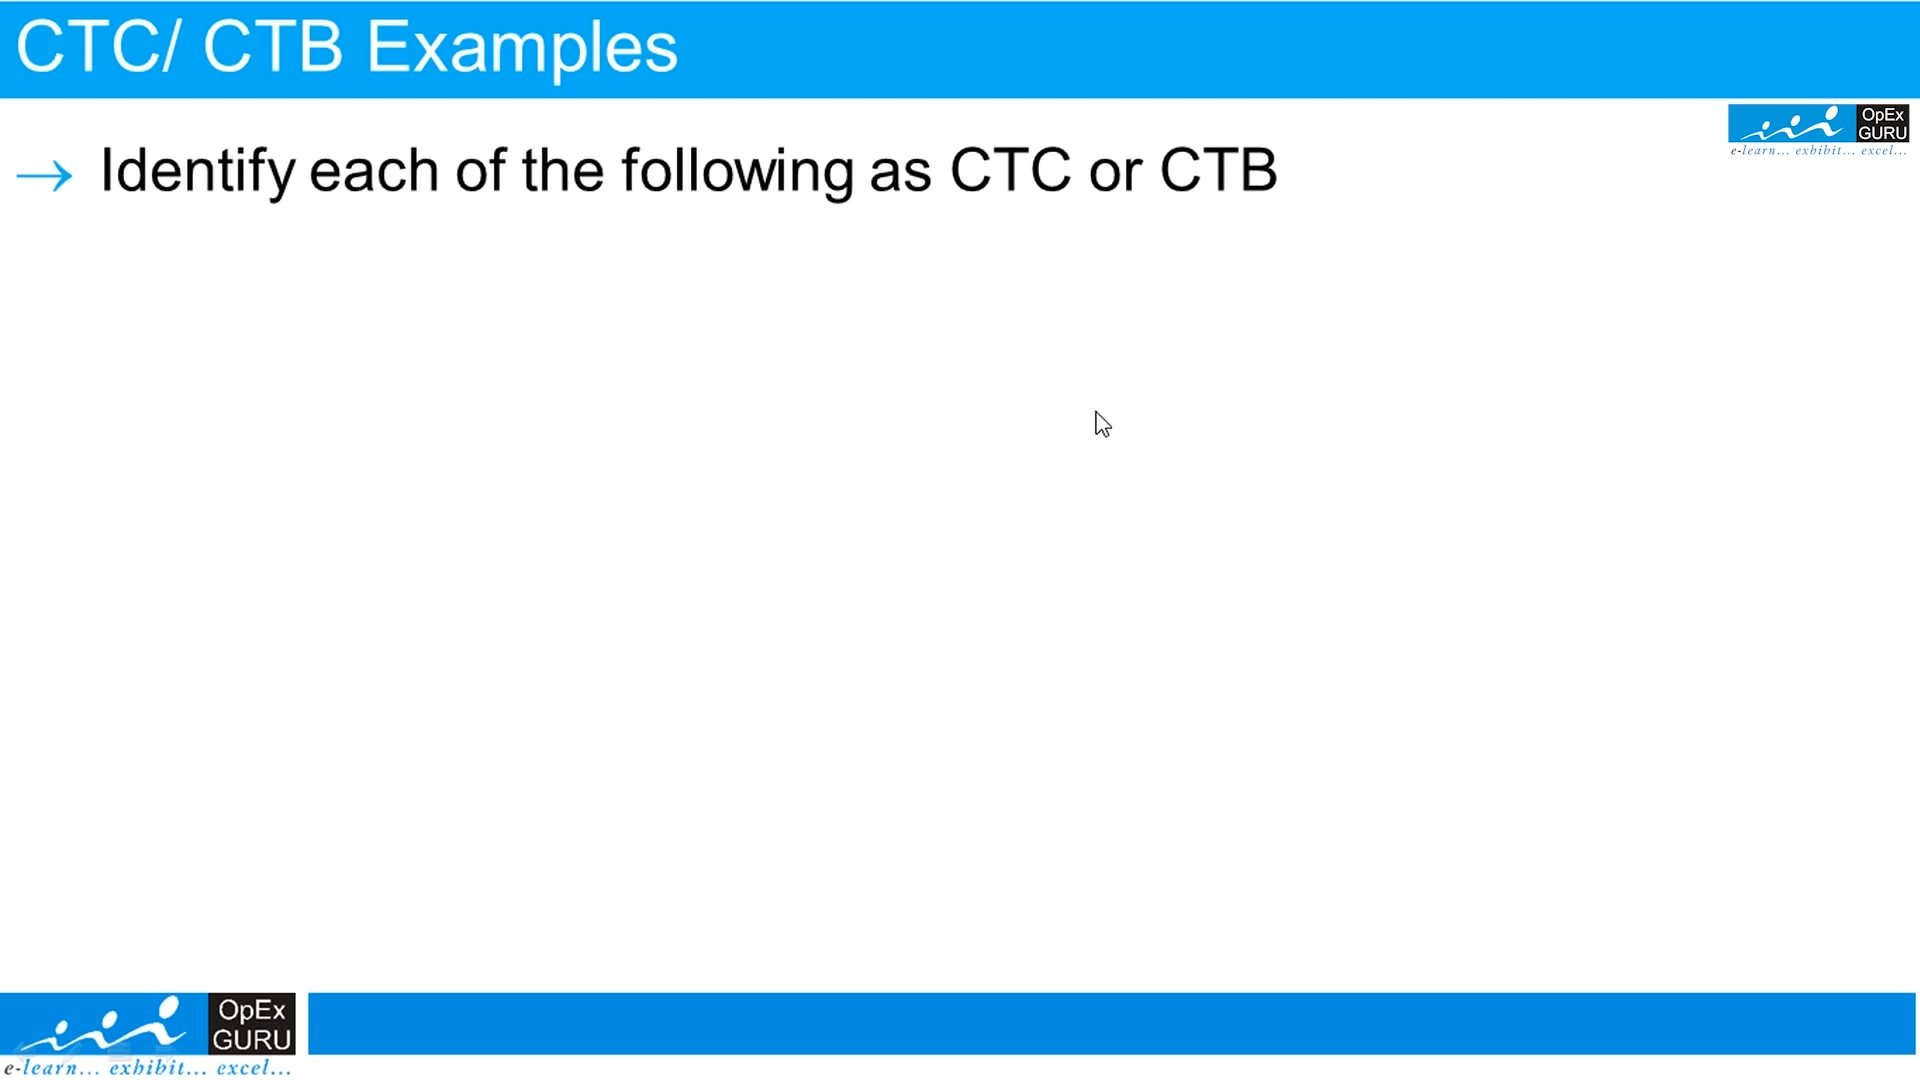 CTC/ CTB Examples
OpEx
GURU
e-learn... exhibit... excel...
→ Identify each of the following as CTC or CTB
OpEx
GURU
e-learn... exhibit... excel...